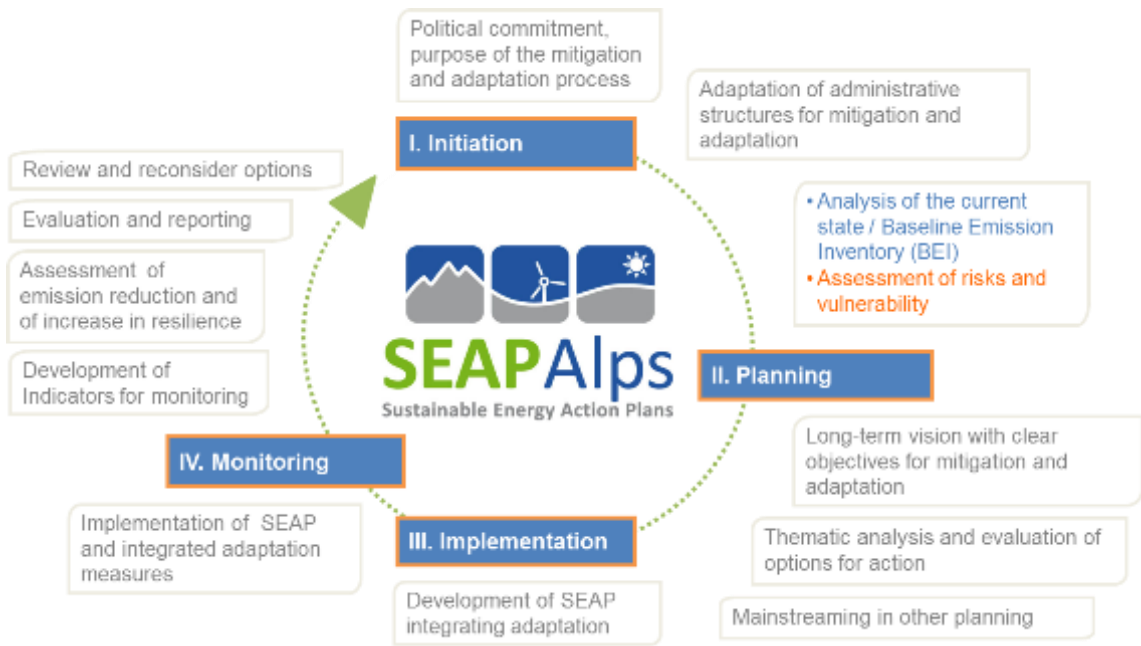 Political commitment,
purpose of the mitigation
and adaptation process
I. Initiation
Adaptation of administrative
structures for mitigation and
adaptation
• Analysis of the current
state / Baseline Emission
Inventory (BEI)
• Assessment of risks and
vulnerability
II. Planning
Long-term vision with clear
objectives for mitigation and
adaptation
Thematic analysis and evaluation of
options for action
Mainstreaming in other planning
III. Implementation
Development of SEAP
integrating adaptation
Implementation of SEAP
and integrated adaptation
measures
IV. Monitoring
Development of
Indicators for monitoring
Assessment of
emission reduction and
of increase in resilience
Evaluation and reporting
Review and reconsider options
SEAPAlps
Sustainable Energy Action Plans